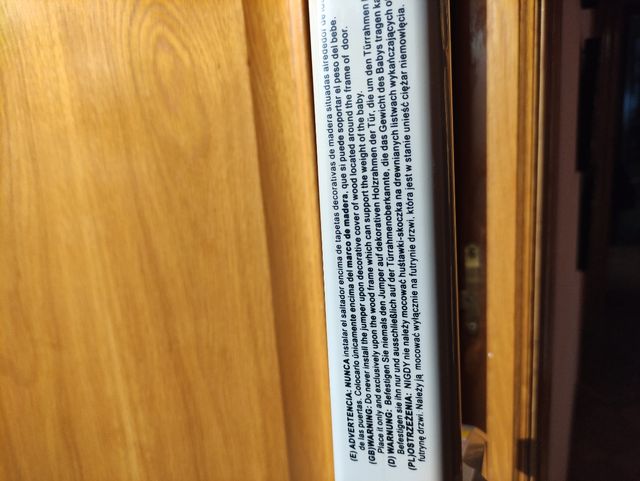 (E) ADVERTENCIA: NUNCA instalar el saltador encima de tapetas decorativas de madera situadas alrededor de
de las puertas. Colocarlo únicamente encima del marco de madera, que si puede soportar el peso del bebe.
(GB)WARNING: Do never install the jumper upon decorative cover of wood located around the frame of door.
Place it only and exclusively upon the wood frame which can support the weight of the baby.
(D) WARNUNG: Befestigen Sie niemals den Jumper auf dekorativen Holzrahmen der Tür, die um den Türrahmen
Befestigen sie ihn nur und ausschließlich auf der Türrahmenoberkannte, die das Gewicht des Babys tragen
(PL)OSTRZEŻENIA: NIGDY nie należy mocować huśtawki-skoczka na drewnianych listwach wykańczających
futrynę drzwi. Należy ją mocować wyłącznie na futrynie drzwi, która jest w stanie unieść ciężar niemowlęcia.